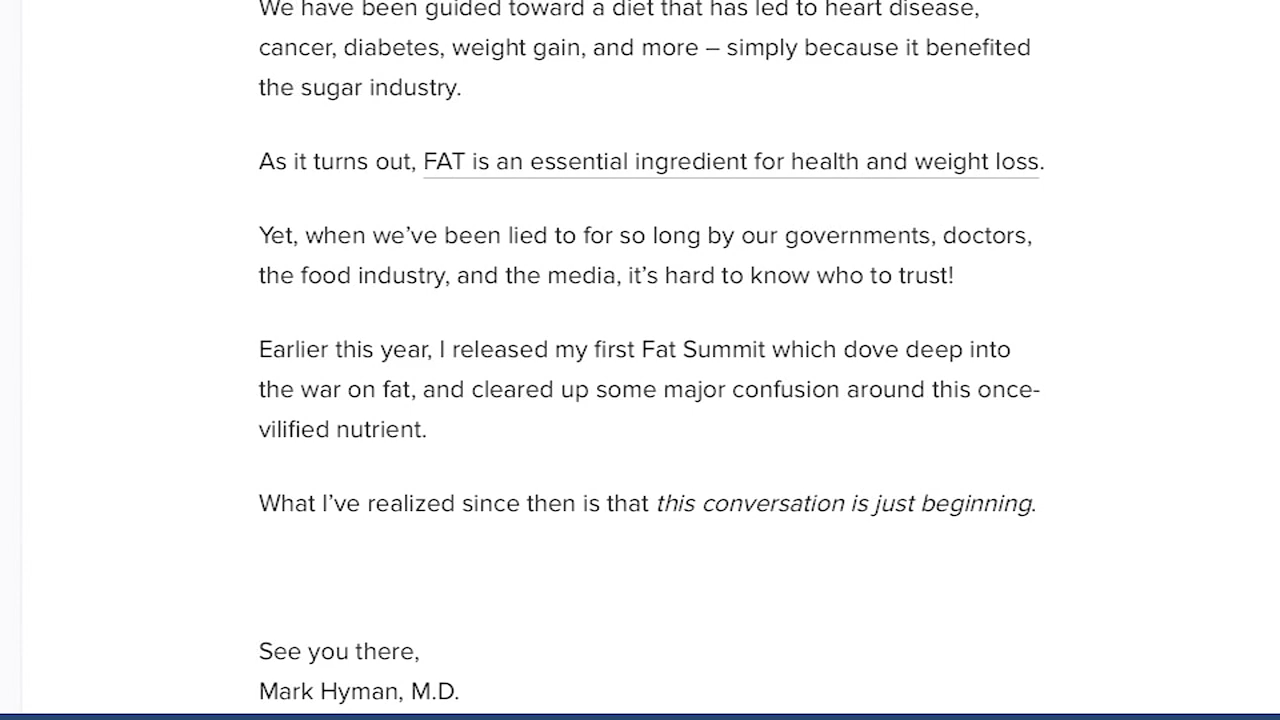 We have been guided toward a diet that has led to heart disease,
cancer, diabetes, weight gain, and more – simply because it benefited
the sugar industry.
As it turns out, FAT is an essential ingredient for health and weight loss.
Yet, when we’ve been lied to for so long by our governments, doctors,
the food industry, and the media, it’s hard to know who to trust!
Earlier this year, I released my first Fat Summit which dove deep into
the war on fat, and cleared up some major confusion around this once-
vilified nutrient.
What I’ve realized since then is that this conversation is just beginning.
See you there,
Mark Hyman, M.D.